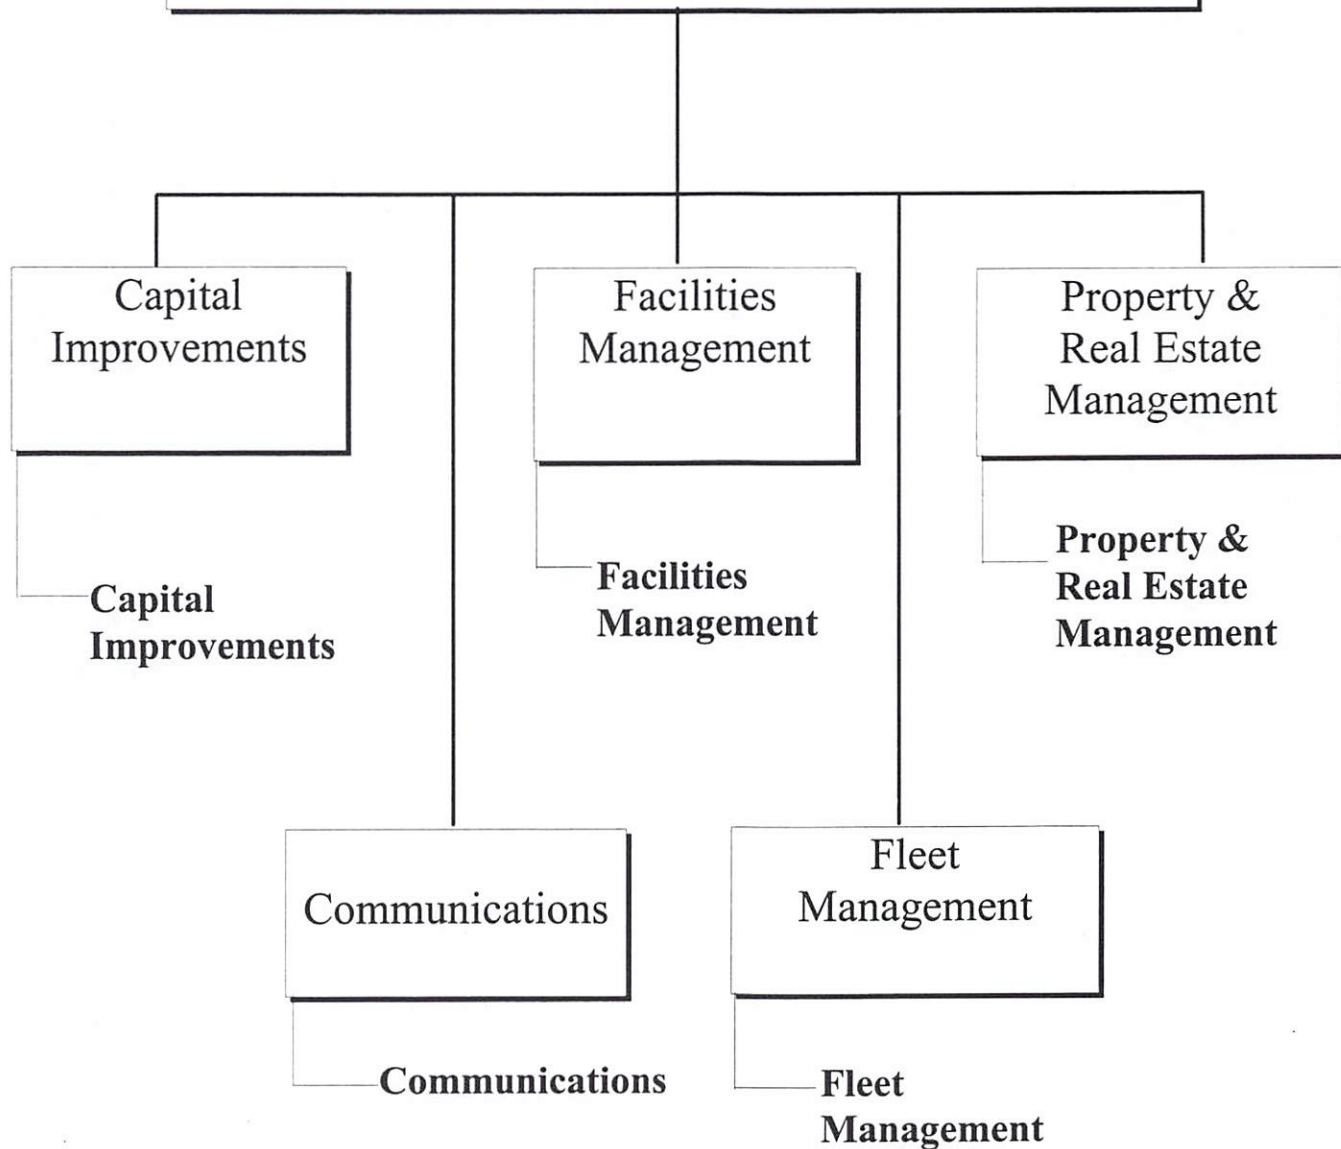 Capital
Improvements
Facilities
Management
Property &
Real Estate
Management
Capital
Improvements
Facilities
Management
Property &
Real Estate
Management
Communications
Fleet
Management
Communications
Fleet
Management